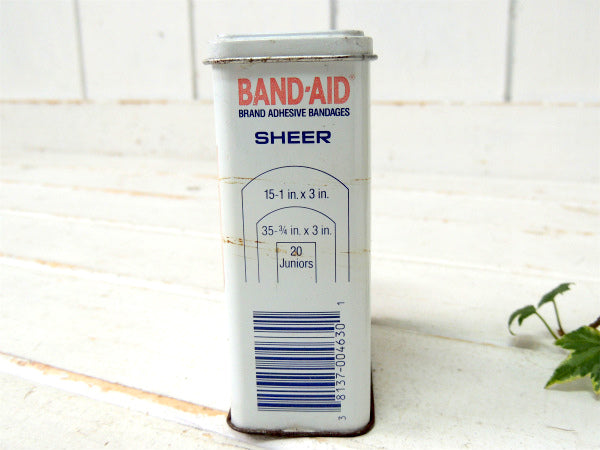 BAND-AID®
BRAND ADHESIVE BANDAGES
SHEER
15-1 in. x 3 in.
35-¾ in. x 3 in.
20
Juniors
3 8137-004630 1